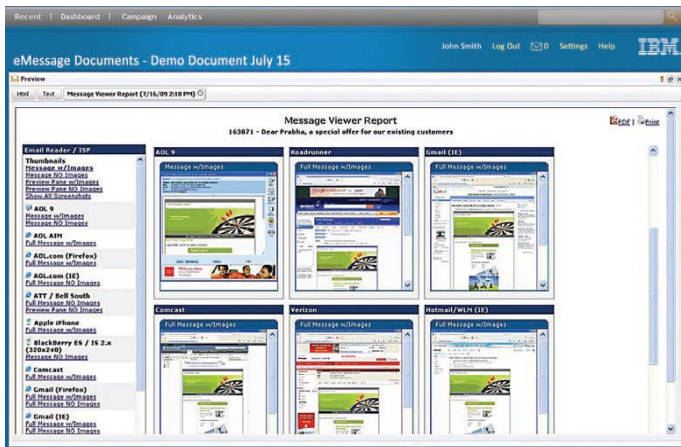 Recent | Dashboard | Campaign Analytics
John Smith Log Out 0 Settings Help IBM
eMessage Documents - Demo Document July 15
Preview
Html Text Message Viewer Report (7/15/09 2:18 PM)
Message Viewer Report
163871 - Dear Prabha, a special offer for our existing customers
PDF | Print
Email Reader / ISP
Thumbnails
Message w/Images
Message NO Images
Preview Pane w/Images
Preview Pane NO Images
Show All Screenshots
AOL 9
Message w/Images
Message NO Images
AOL AIM
Full Message w/Images
AOL.com (Firefox)
Full Message w/Images
AOL.com (IE)
Full Message w/Images
ATT / Bell South
Full Message NO Images
Preview Pane NO Images
Apple iPhone
Full Message w/Images
BlackBerry ES / IS 2.x
(320x240)
Message NO Images
Comcast
Full Message w/Images
Gmail (Firefox)
Full Message w/Images
Full Message NO Images
Gmail (IE)
Full Message w/Images
Full Message NO Images
AOL 9
Message w/Images
Roadrunner
Full Message w/Images
Gmail (IE)
Full Message w/Images
Comcast
Full Message w/Images
Verizon
Full Message w/Images
Hotmail/WLM (IE)
Full Message w/Images